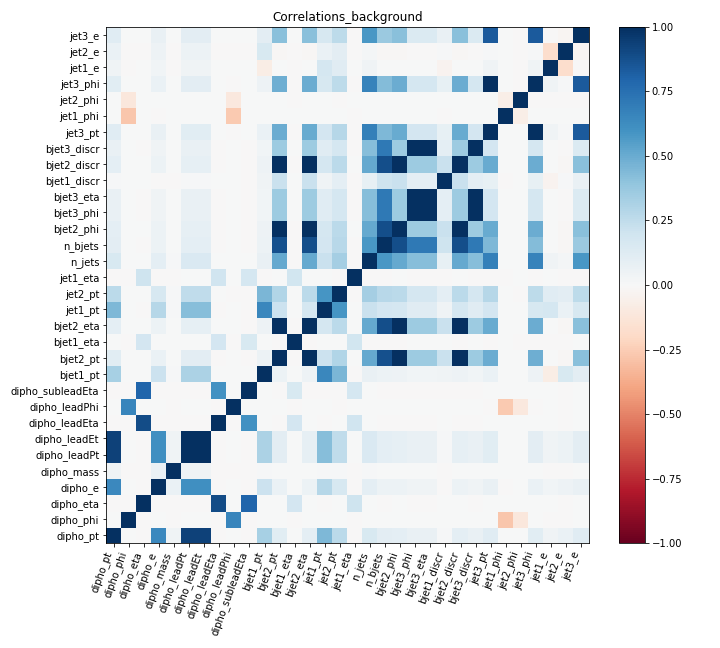 Correlations_background
jet3_e
jet2_e
jet1_e
jet3_phi
jet2_phi
jet1_phi
jet3_pt
bjet3_discr
bjet2_discr
bjet1_discr
bjet3_eta
bjet3_phi
bjet2_phi
n_bjets
n_jets
jet1_eta
jet2_pt
jet1_pt
bjet2_eta
bjet1_eta
bjet2_pt
bjet1_pt
dipho_subleadEta
dipho_leadPhi
dipho_leadEta
dipho_leadEt
dipho_leadPt
dipho_mass
dipho_e
dipho_eta
dipho_phi
dipho_pt
dipho_pt
dipho_phi
dipho_eta
dipho_e
dipho_mass
dipho_leadPt
dipho_leadEt
dipho_leadEta
dipho_leadPhi
dipho_subleadEta
bjet1_pt
bjet2_pt
bjet1_eta
bjet2_eta
jet1_pt
jet2_pt
jet1_eta
n_jets
n_bjets
bjet2_phi
bjet3_phi
bjet3_eta
bjet1_discr
bjet2_discr
bjet3_discr
jet3_pt
jet1_phi
jet2_phi
jet3_phi
jet1_e
jet2_e
jet3_e
1.00
0.75
0.50
0.25
0.00
−0.25
−0.50
−0.75
−1.00